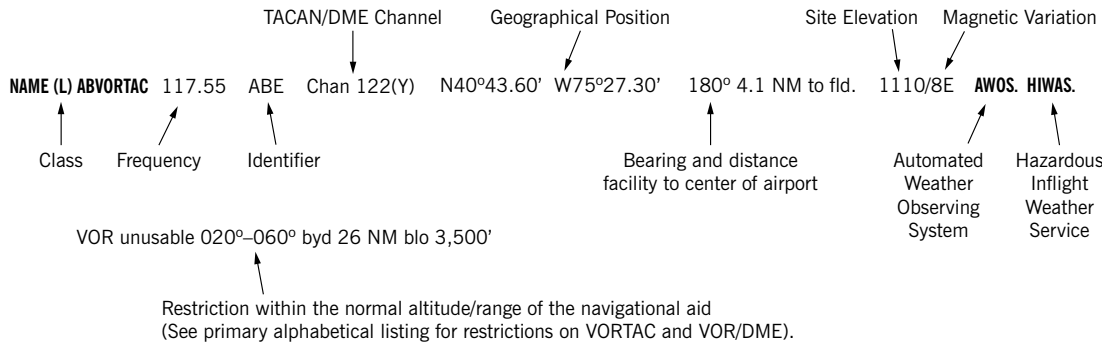 TACAN/DME Channel Geographical Position Site Elevation Magnetic Variation
NAME (L) ABVORTAC 117.55 ABE Chan 122(Y) N40º43.60’ W75º27.30’ 180º 4.1 NM to fld. 1110/8E AWOS. HIWAS.
Class Frequency Identifier Bearing and distance Automated Hazardous
facility to center of airport Weather Inflight
Observing Weather
System Service
VOR unusable 020º–060º byd 26 NM blo 3,500’
Restriction within the normal altitude/range of the navigational aid
(See primary alphabetical listing for restrictions on VORTAC and VOR/DME).